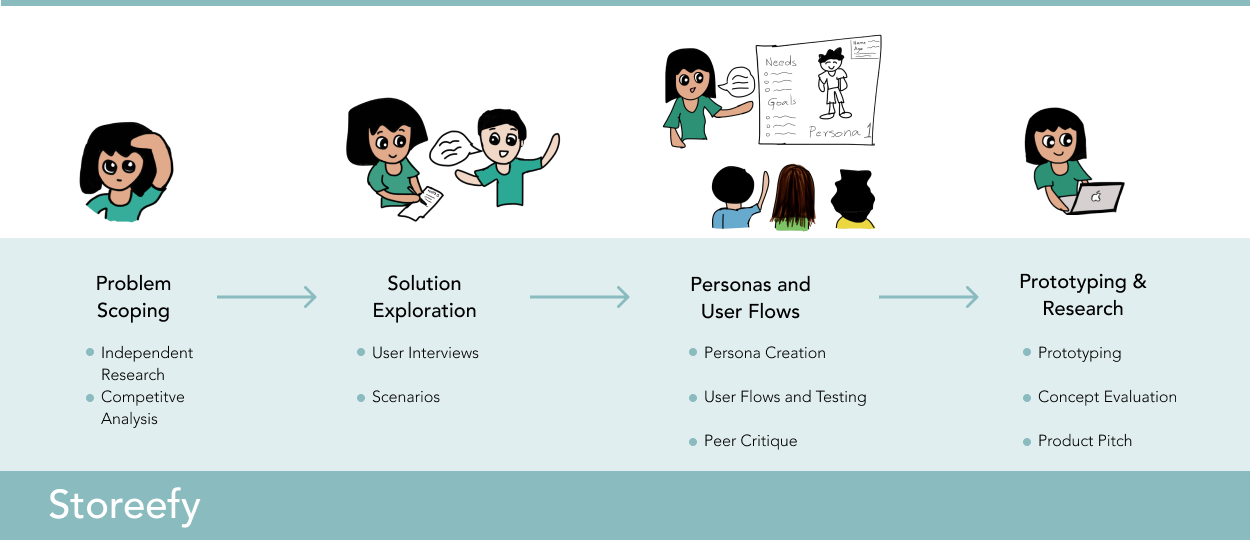 Needs
Goals
Name
Age
Persona 1
Problem
Scoping
Independent
Research
Competitve
Analysis
Solution
Exploration
User Interviews
Scenarios
Personas and
User Flows
Persona Creation
User Flows and Testing
Peer Critique
Prototyping &
Research
Prototyping
Concept Evaluation
Product Pitch
Storeefy